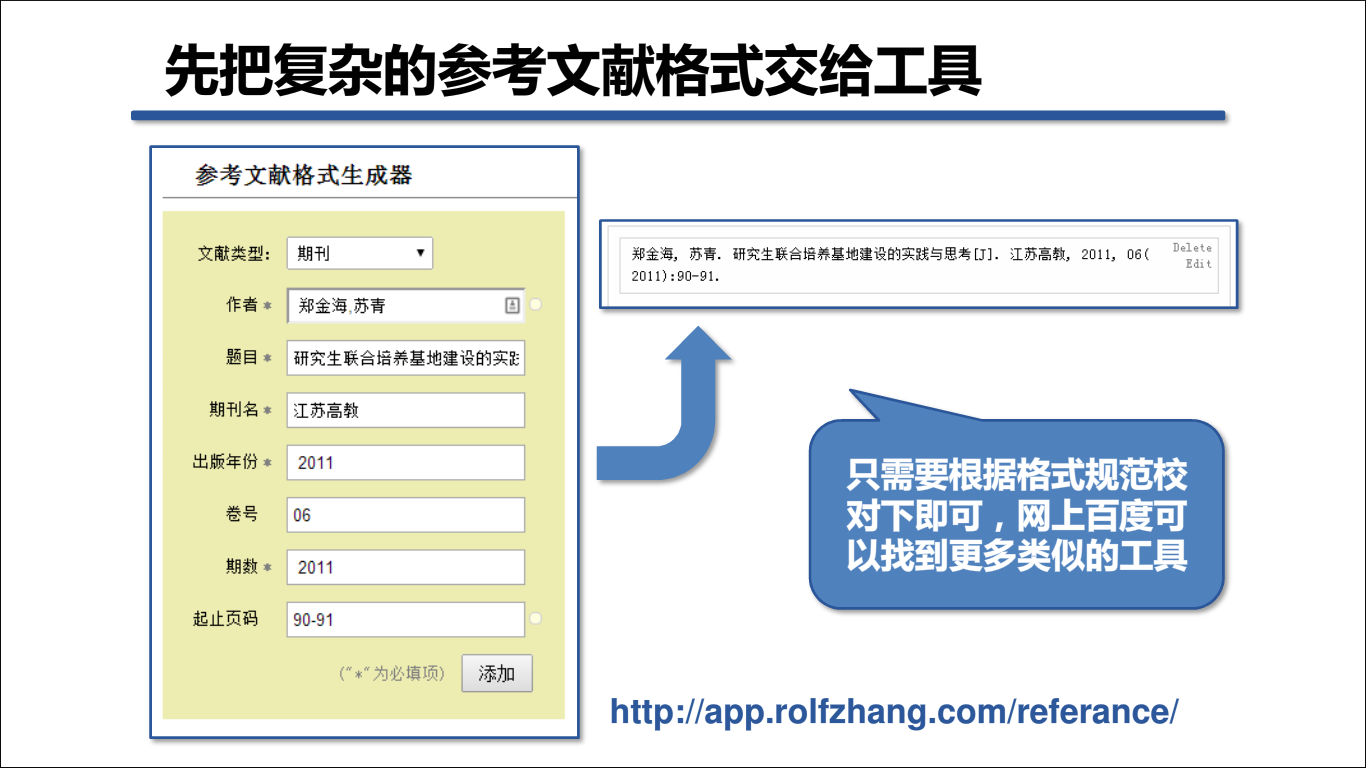 先把复杂的参考文献格式交给工具
参考文献格式生成器
文献类型: 期刊
作者 * 郑金海,苏青
题目 * 研究生联合培养基地建设的实践
期刊名 * 江苏高教
出版年份 * 2011
卷号 06
期数 * 2011
起止页码 90-91
("*"为必填项) 添加
郑金海, 苏青. 研究生联合培养基地建设的实践与思考[J]. 江苏高教, 2011, 06(
2011):90-91.
Delete
Edit
只需要根据格式规范校
对下即可，网上百度可
以找到更多类似的工具
http://app.rolfzhang.com/referance/